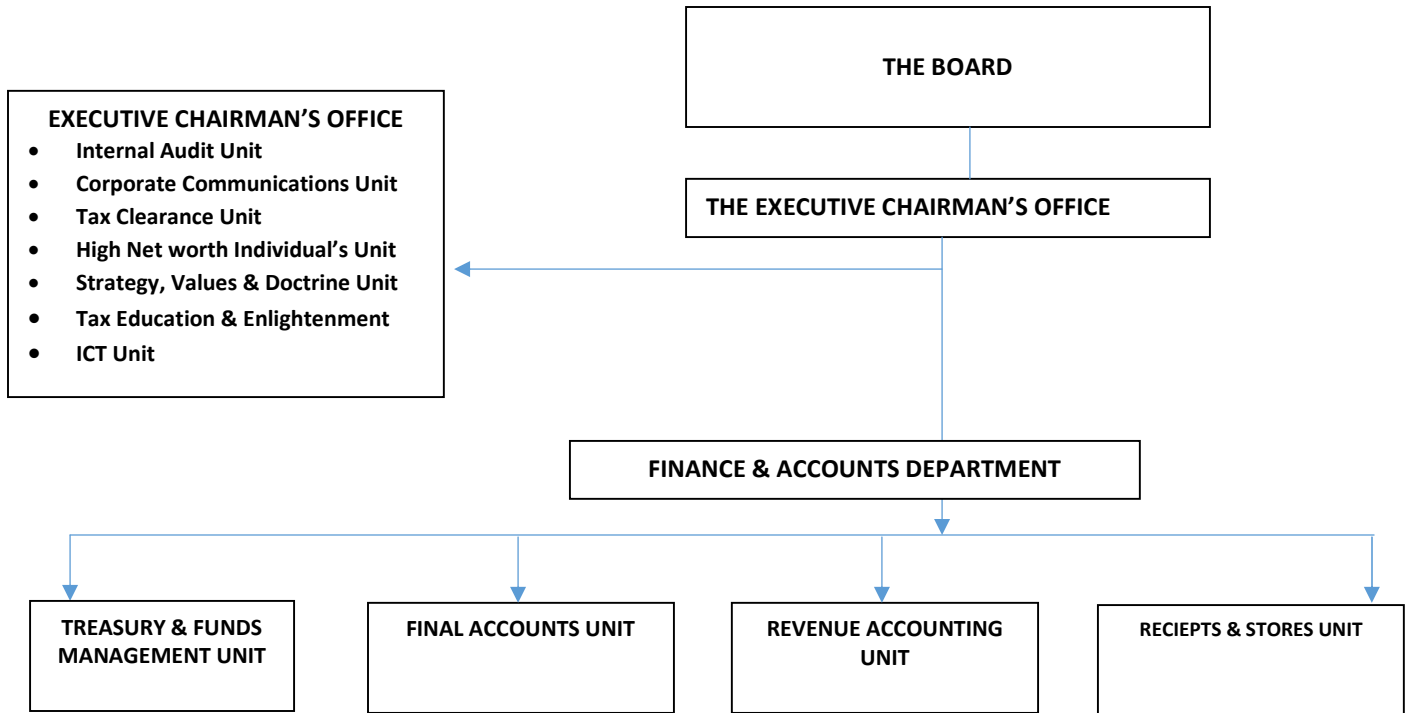 THE BOARD
EXECUTIVE CHAIRMAN’S OFFICE
• Internal Audit Unit
• Corporate Communications Unit
• Tax Clearance Unit
• High Net worth Individual’s Unit
• Strategy, Values & Doctrine Unit
• Tax Education & Enlightenment
• ICT Unit
THE EXECUTIVE CHAIRMAN’S OFFICE
FINANCE & ACCOUNTS DEPARTMENT
TREASURY & FUNDS
MANAGEMENT UNIT
FINAL ACCOUNTS UNIT
REVENUE ACCOUNTING
UNIT
RECIEPTS & STORES UNIT